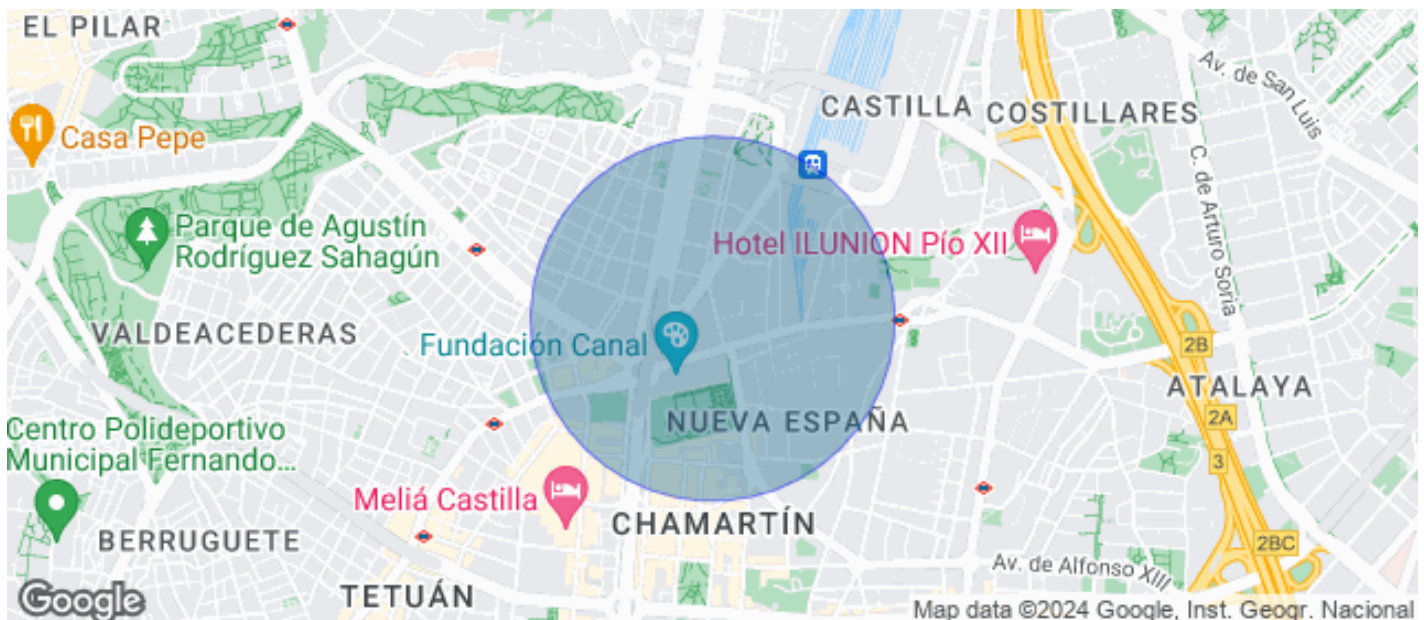 EL PILAR
Casa Pepe
CASTILLA
COSTILLARES
Av. de San Luis
C. de Arturo Soria
Parque de Agustín
Rodríguez Sahagún
Hotel ILUNION Pío XII
VALDEACEDERAS
Fundación Canal
2B
ATALAYA
NUEVA ESPAÑA
2A
3
Centro Polideportivo
Municipal Fernando...
Meliá Castilla
CHAMARTÍN
BERRUGUETE
2BC
Av. de Alfonso XIII
TETUÁN
Google
Map data ©2024 Google, Inst. Geogr. Nacional